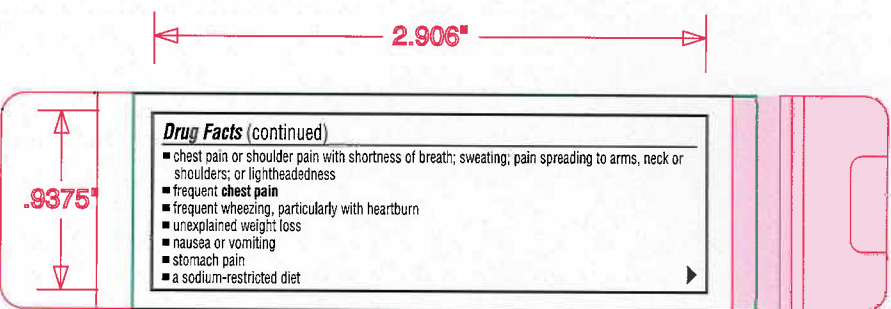 2.906"
.9375"
Drug Facts (continued)
■ chest pain or shoulder pain with shortness of breath; sweating; pain spreading to arms, neck or
shoulders; or lightheadedness
■ frequent chest pain
■ frequent wheezing, particularly with heartburn
■ unexplained weight loss
■ nausea or vomiting
■ stomach pain
■ a sodium-restricted diet